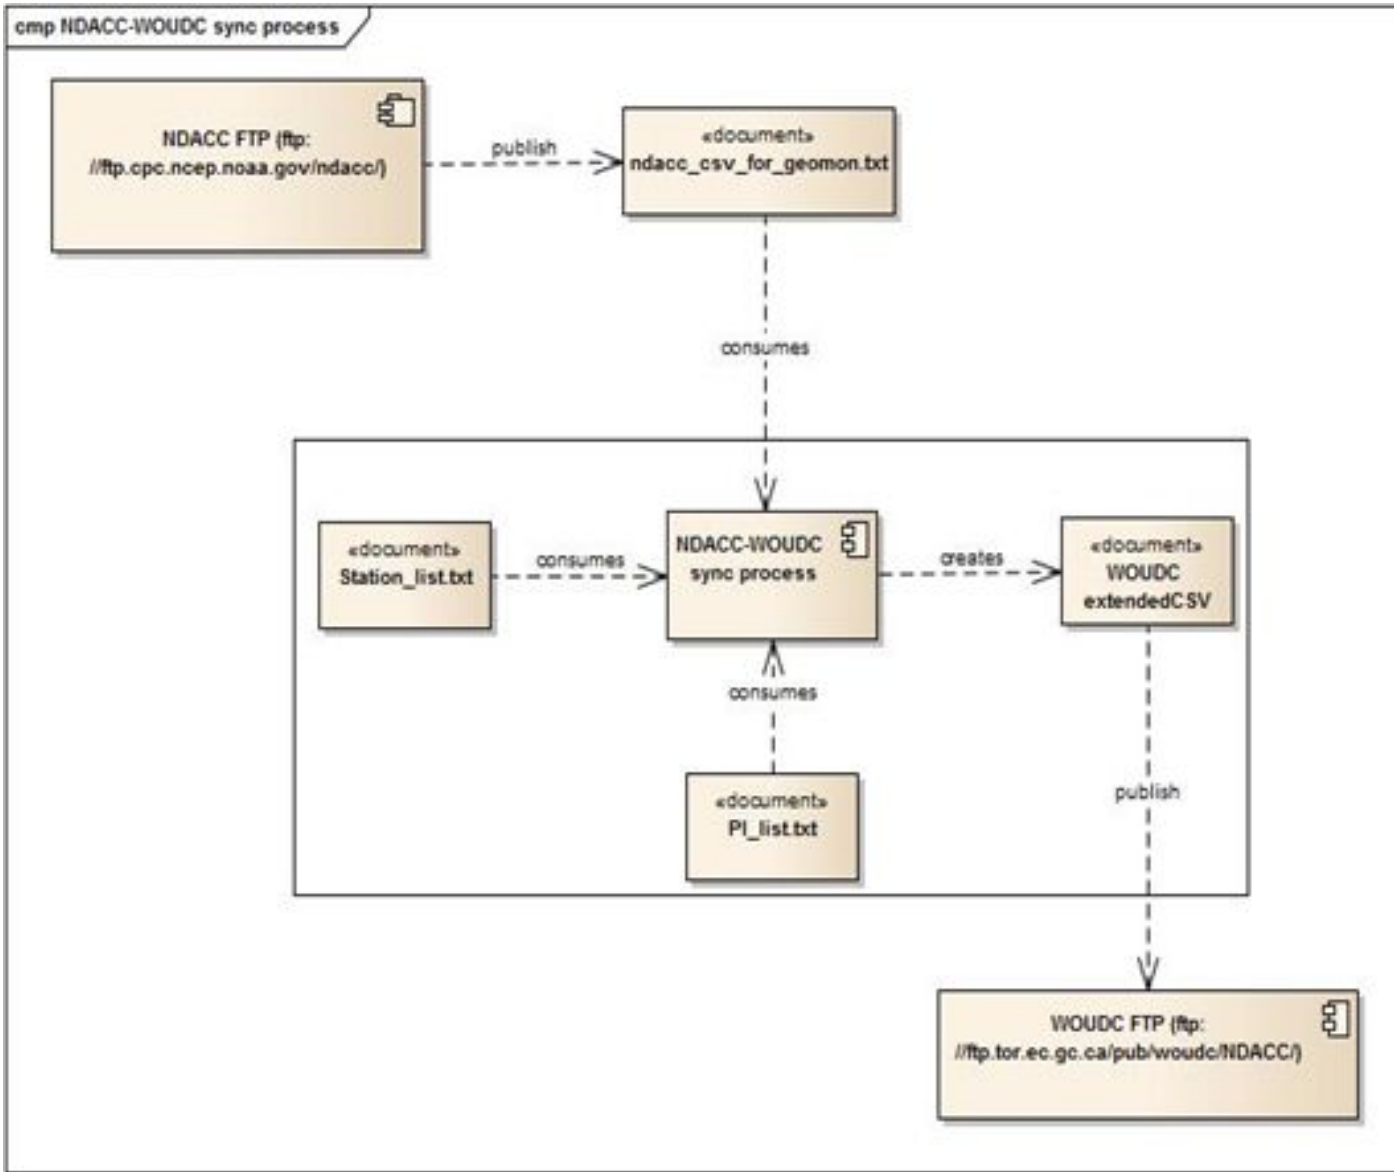 cmp NDACC-WOUDC sync process
NDACC FTP (ftp:
//ftp.cpc.ncep.noaa.gov/ndacc/)
publish
«document»
ndacc_csv_for_geomon.txt
consumes
«document»
Station_list.txt
consumes
NDACC-WOUDC
sync process
creates
«document»
WOUDC
extendedCSV
consumes
«document»
PI_list.txt
publish
WOUDC FTP (ftp:
//ftp.tor.ec.gc.ca/pub/woudc/NDACC/)